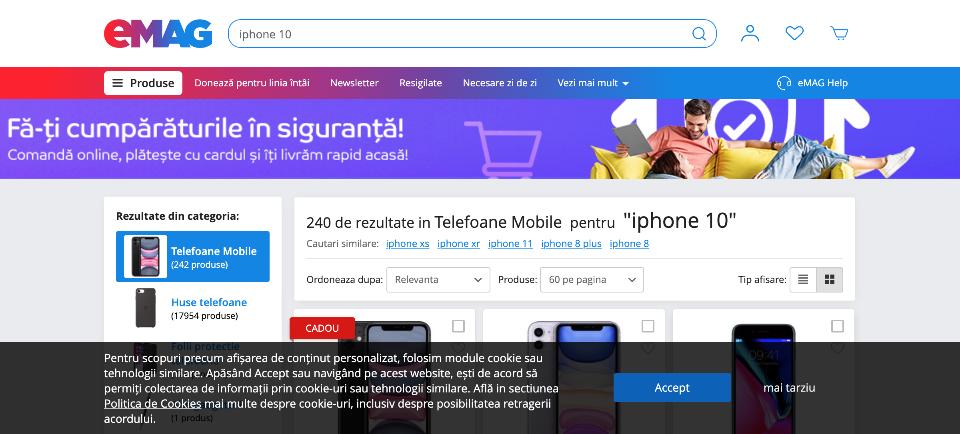 eMAG
iphone 10
Produse
Donează pentru linia întâi
Newsletter
Resigilate
Necesare zi de zi
Vezi mai mult
eMAG Help
Fă-ți cumpărăturile în siguranță!
Comandă online, plătește cu cardul și îți livrăm rapid acasă!
Rezultate din categoria:
Telefoane Mobile
(242 produse)
Huse telefoane
(17954 produse)
Folii protectie
(1 produs)
240 de rezultate in Telefoane Mobile pentru "iphone 10"
Cautari similare: iphone xs iphone xr iphone 11 iphone 8 plus iphone 8
Ordoneaza dupa: Relevanta Produse: 60 pe pagina Tip afisare:
CADOU
09:41
Pentru scopuri precum afișarea de conținut personalizat, folosim module cookie sau
tehnologii similare. Apăsând Accept sau navigând pe acest website, ești de acord să
permiți colectarea de informații prin cookie-uri sau tehnologii similare. Află in sectiunea
Politica de Cookies mai multe despre cookie-uri, inclusiv despre posibilitatea retragerii
acordului.
Accept
mai tarziu